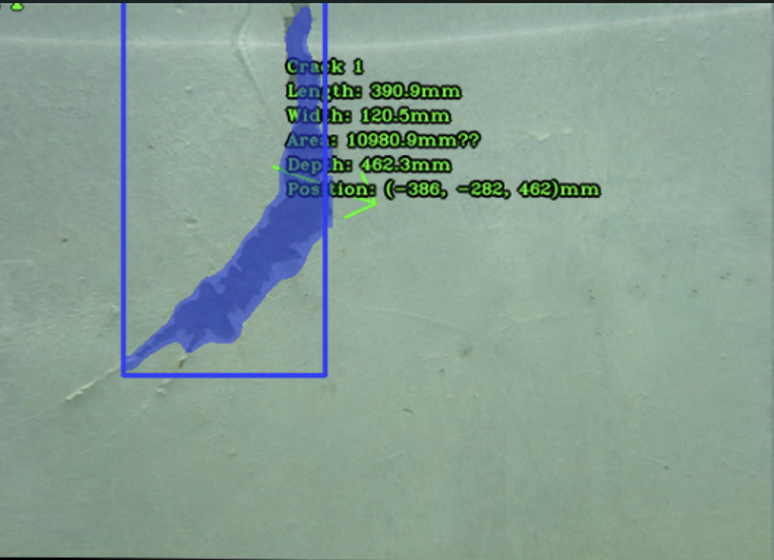 Crack 1
Length: 390.9mm
Width: 120.5mm
Area: 10980.9mm??
Depth: 462.3mm
Position: (-386, -282, 462)mm